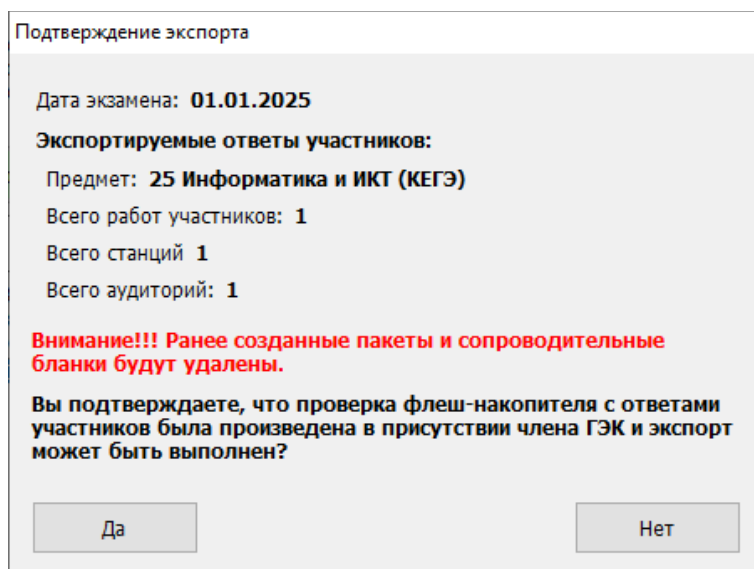 Подтверждение экспорта
Дата экзамена: 01.01.2025
Экспортируемые ответы участников:
Предмет: 25 Информатика и ИКТ (КЕГЭ)
Всего работ участников: 1
Всего станций 1
Всего аудиторий: 1
Внимание!!! Ранее созданные пакеты и сопроводительные
бланки будут удалены.
Вы подтверждаете, что проверка флеш-накопителя с ответами
участников была произведена в присутствии члена ГЭК и экспорт
может быть выполнен?
Да
Нет